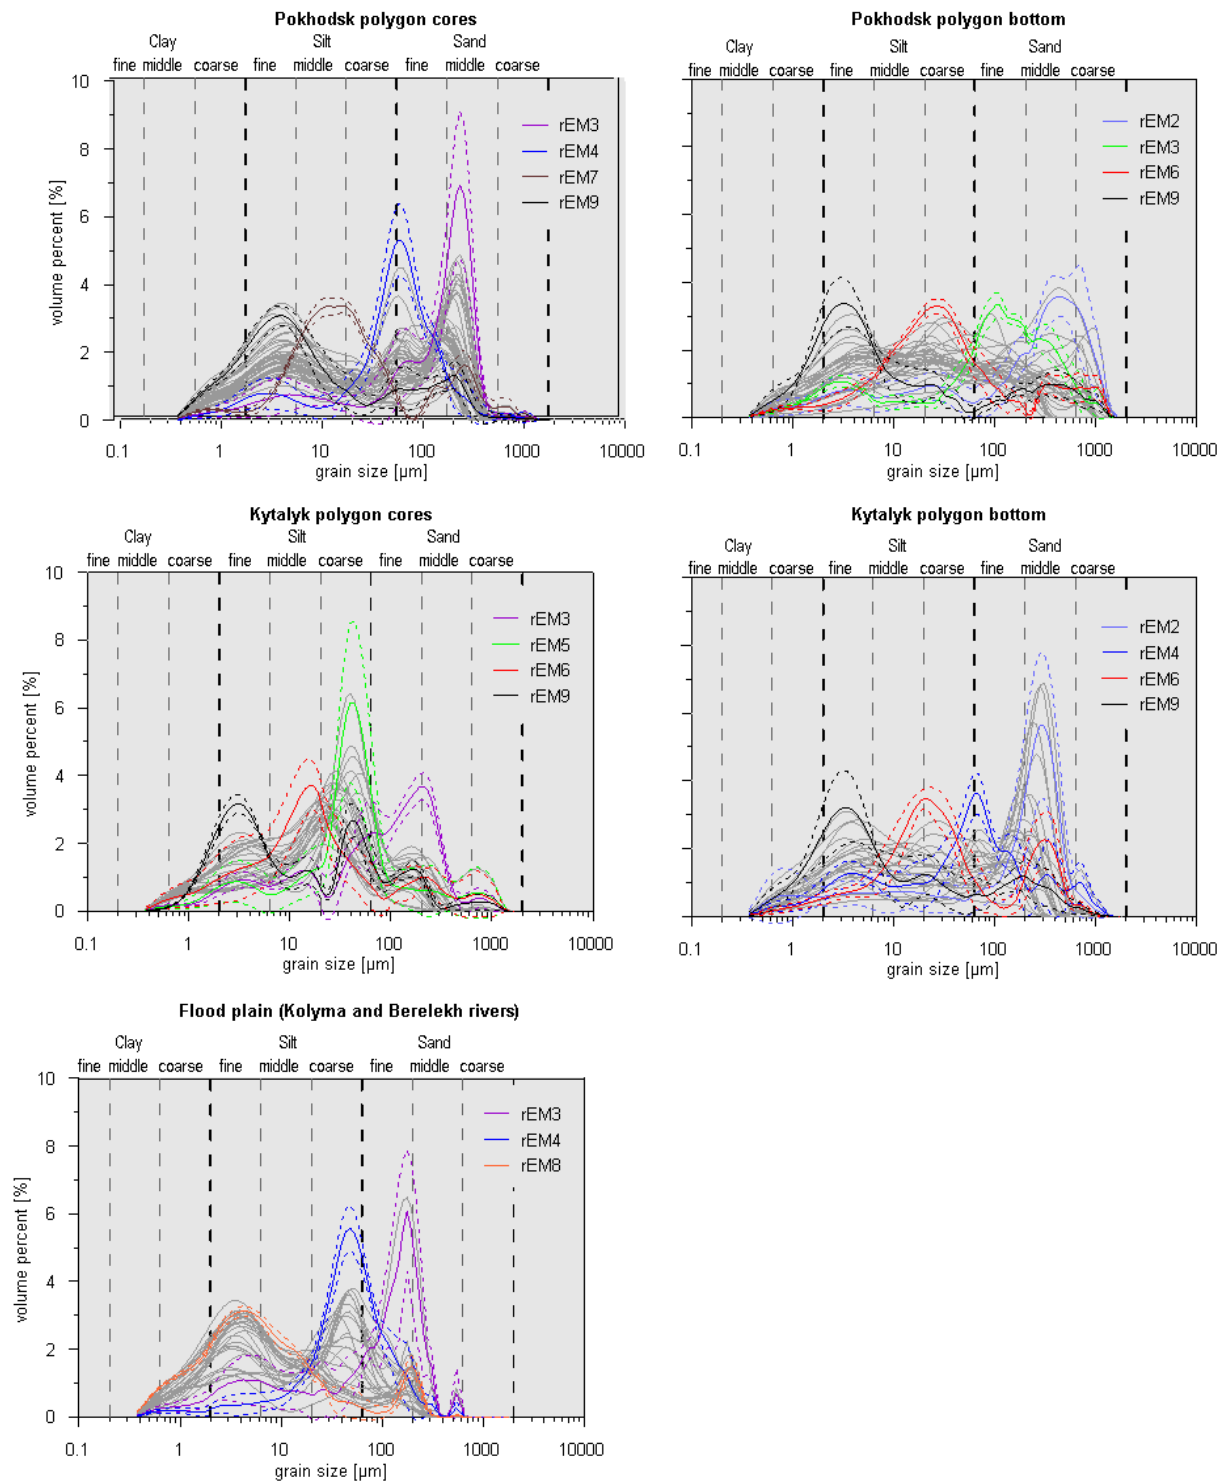 Pokhodsk polygon cores
Clay Silt Sand
fine middle coarse fine middle coarse fine middle coarse
10
8
6
4
2
0
volume percent [%]
rEM3
rEM4
rEM7
rEM9
0.1 1 10 100 1000 10000
grain size [µm]
Pokhodsk polygon bottom
Clay Silt Sand
fine middle coarse fine middle coarse fine middle coarse
rEM2
rEM3
rEM6
rEM9
0.1 1 10 100 1000 10000
grain size [µm]
Kytalyk polygon cores
Clay Silt Sand
fine middle coarse fine middle coarse fine middle coarse
10
8
6
4
2
0
volume percent [%]
rEM3
rEM5
rEM6
rEM9
0.1 1 10 100 1000 10000
grain size [µm]
Kytalyk polygon bottom
Clay Silt Sand
fine middle coarse fine middle coarse fine middle coarse
rEM2
rEM4
rEM6
rEM9
0.1 1 10 100 1000 10000
grain size [µm]
Flood plain (Kolyma and Berelekh rivers)
Clay Silt Sand
fine middle coarse fine middle coarse fine middle coarse
10
8
6
4
2
0
volume percent [%]
rEM3
rEM4
rEM8
0.1 1 10 100 1000 10000
grain size [µm]